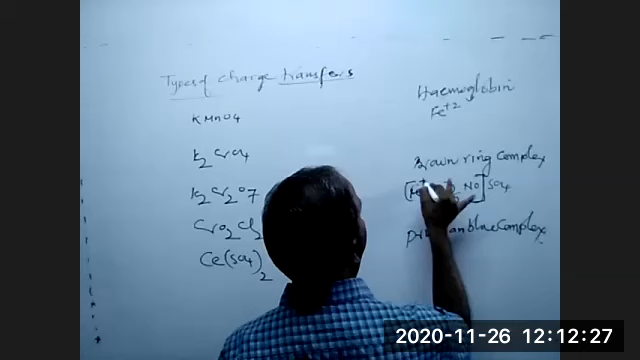 Types of charge transfers
KMnO4
K2CrO4
K2Cr2O7
CrO2Cl2
Ce(SO4)2
Haemoglobin
Fe+2
Brown ring Complex
NO]SO4
blue Complex
2020-11-26 12:12:27